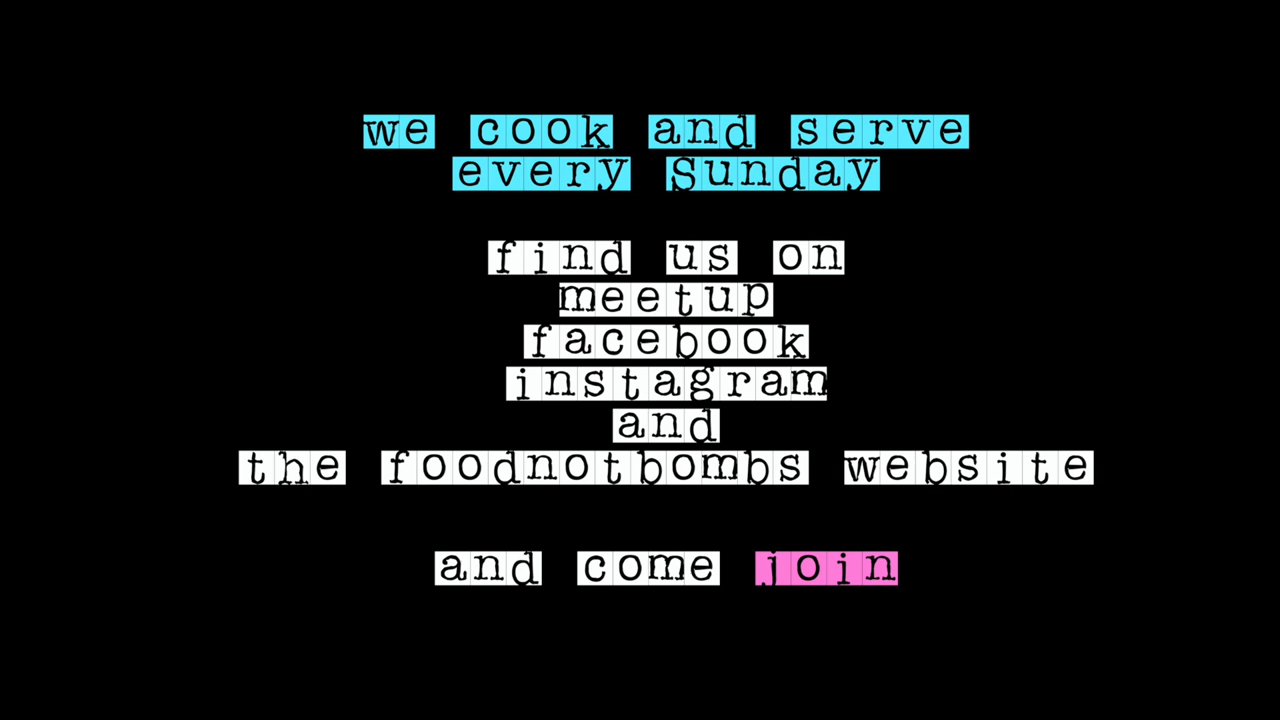 we cook and serve
every Sunday
find us on
meetup
facebook
instagram
and
the foodnotbombs website
and come join